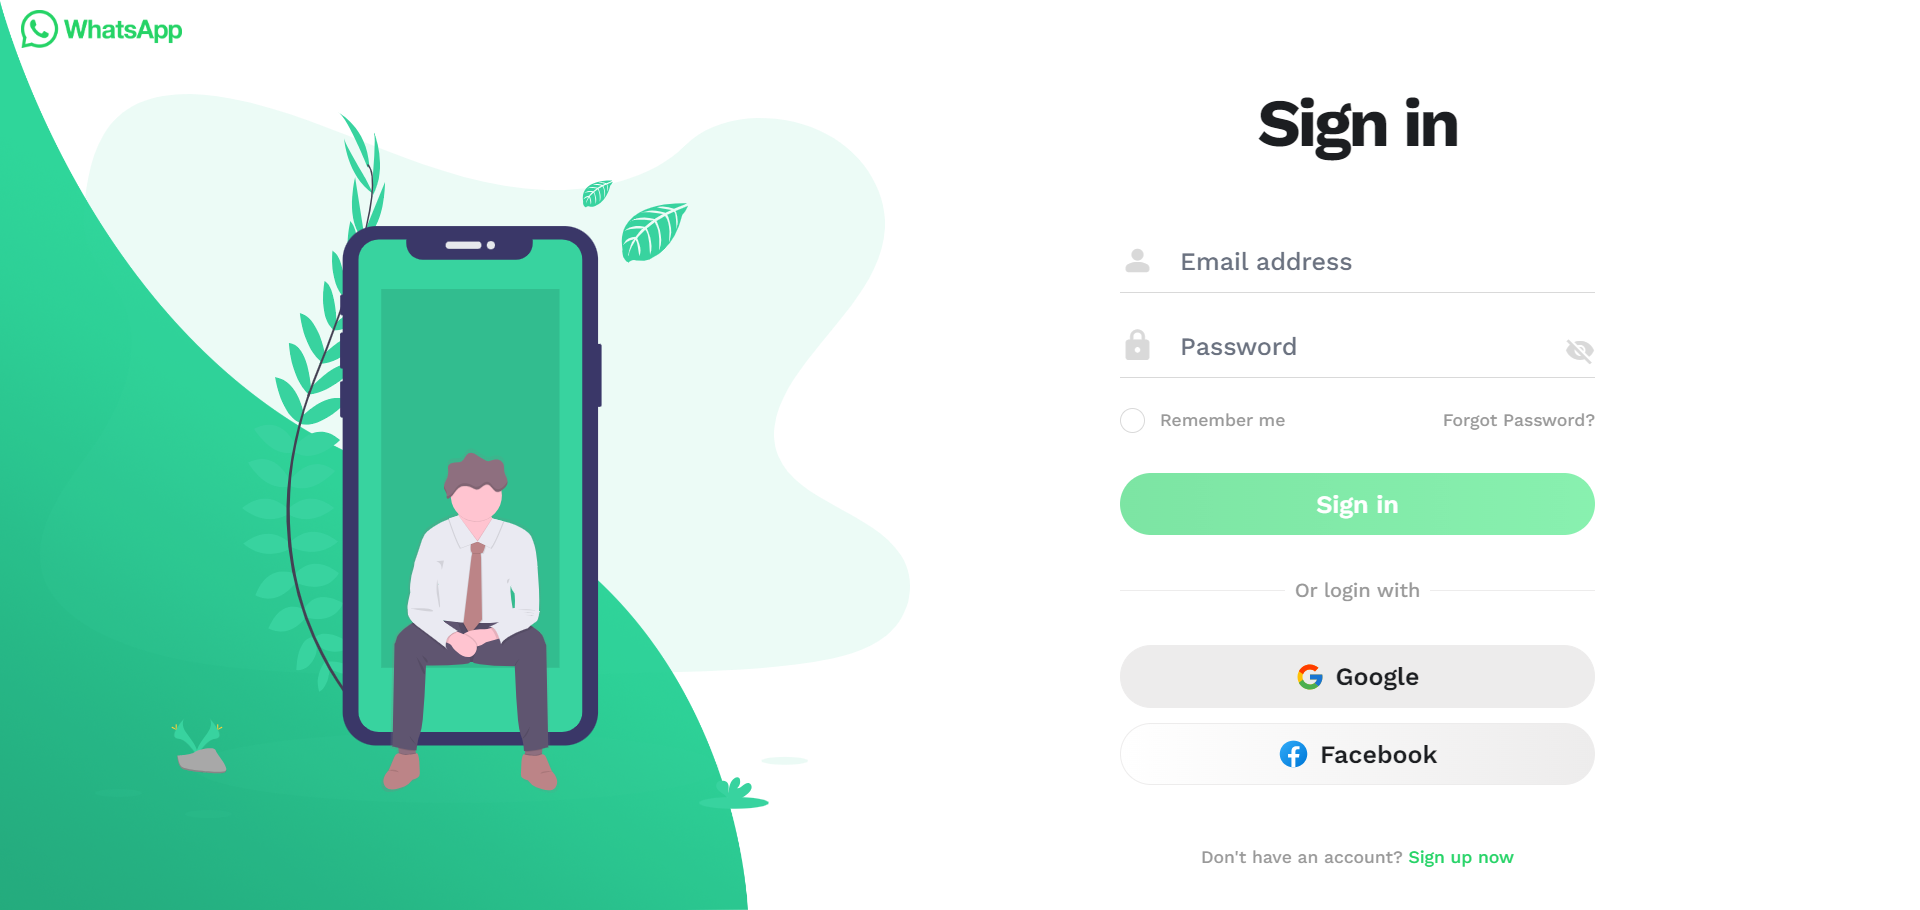 WhatsApp
Sign in
Email address
Password
Remember me
Forgot Password?
Sign in
Or login with
Google
Facebook
Don't have an account? Sign up now